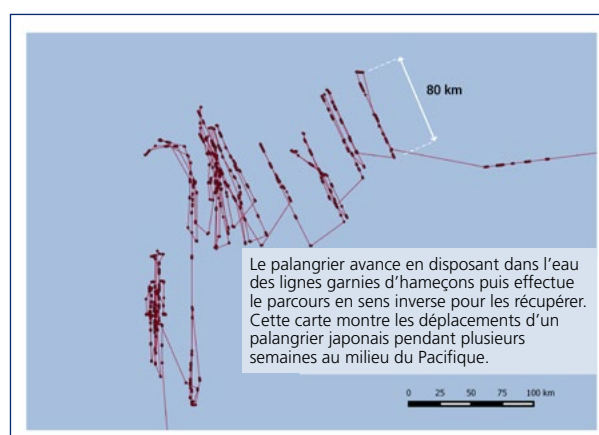 80 km
Le palangrier avance en disposant dans l’eau
des lignes garnies d’hameçons puis effectue
le parcours en sens inverse pour les récupérer.
Cette carte montre les déplacements d’un
palangrier japonais pendant plusieurs
semaines au milieu du Pacifique.
0 25 50 75 100 km